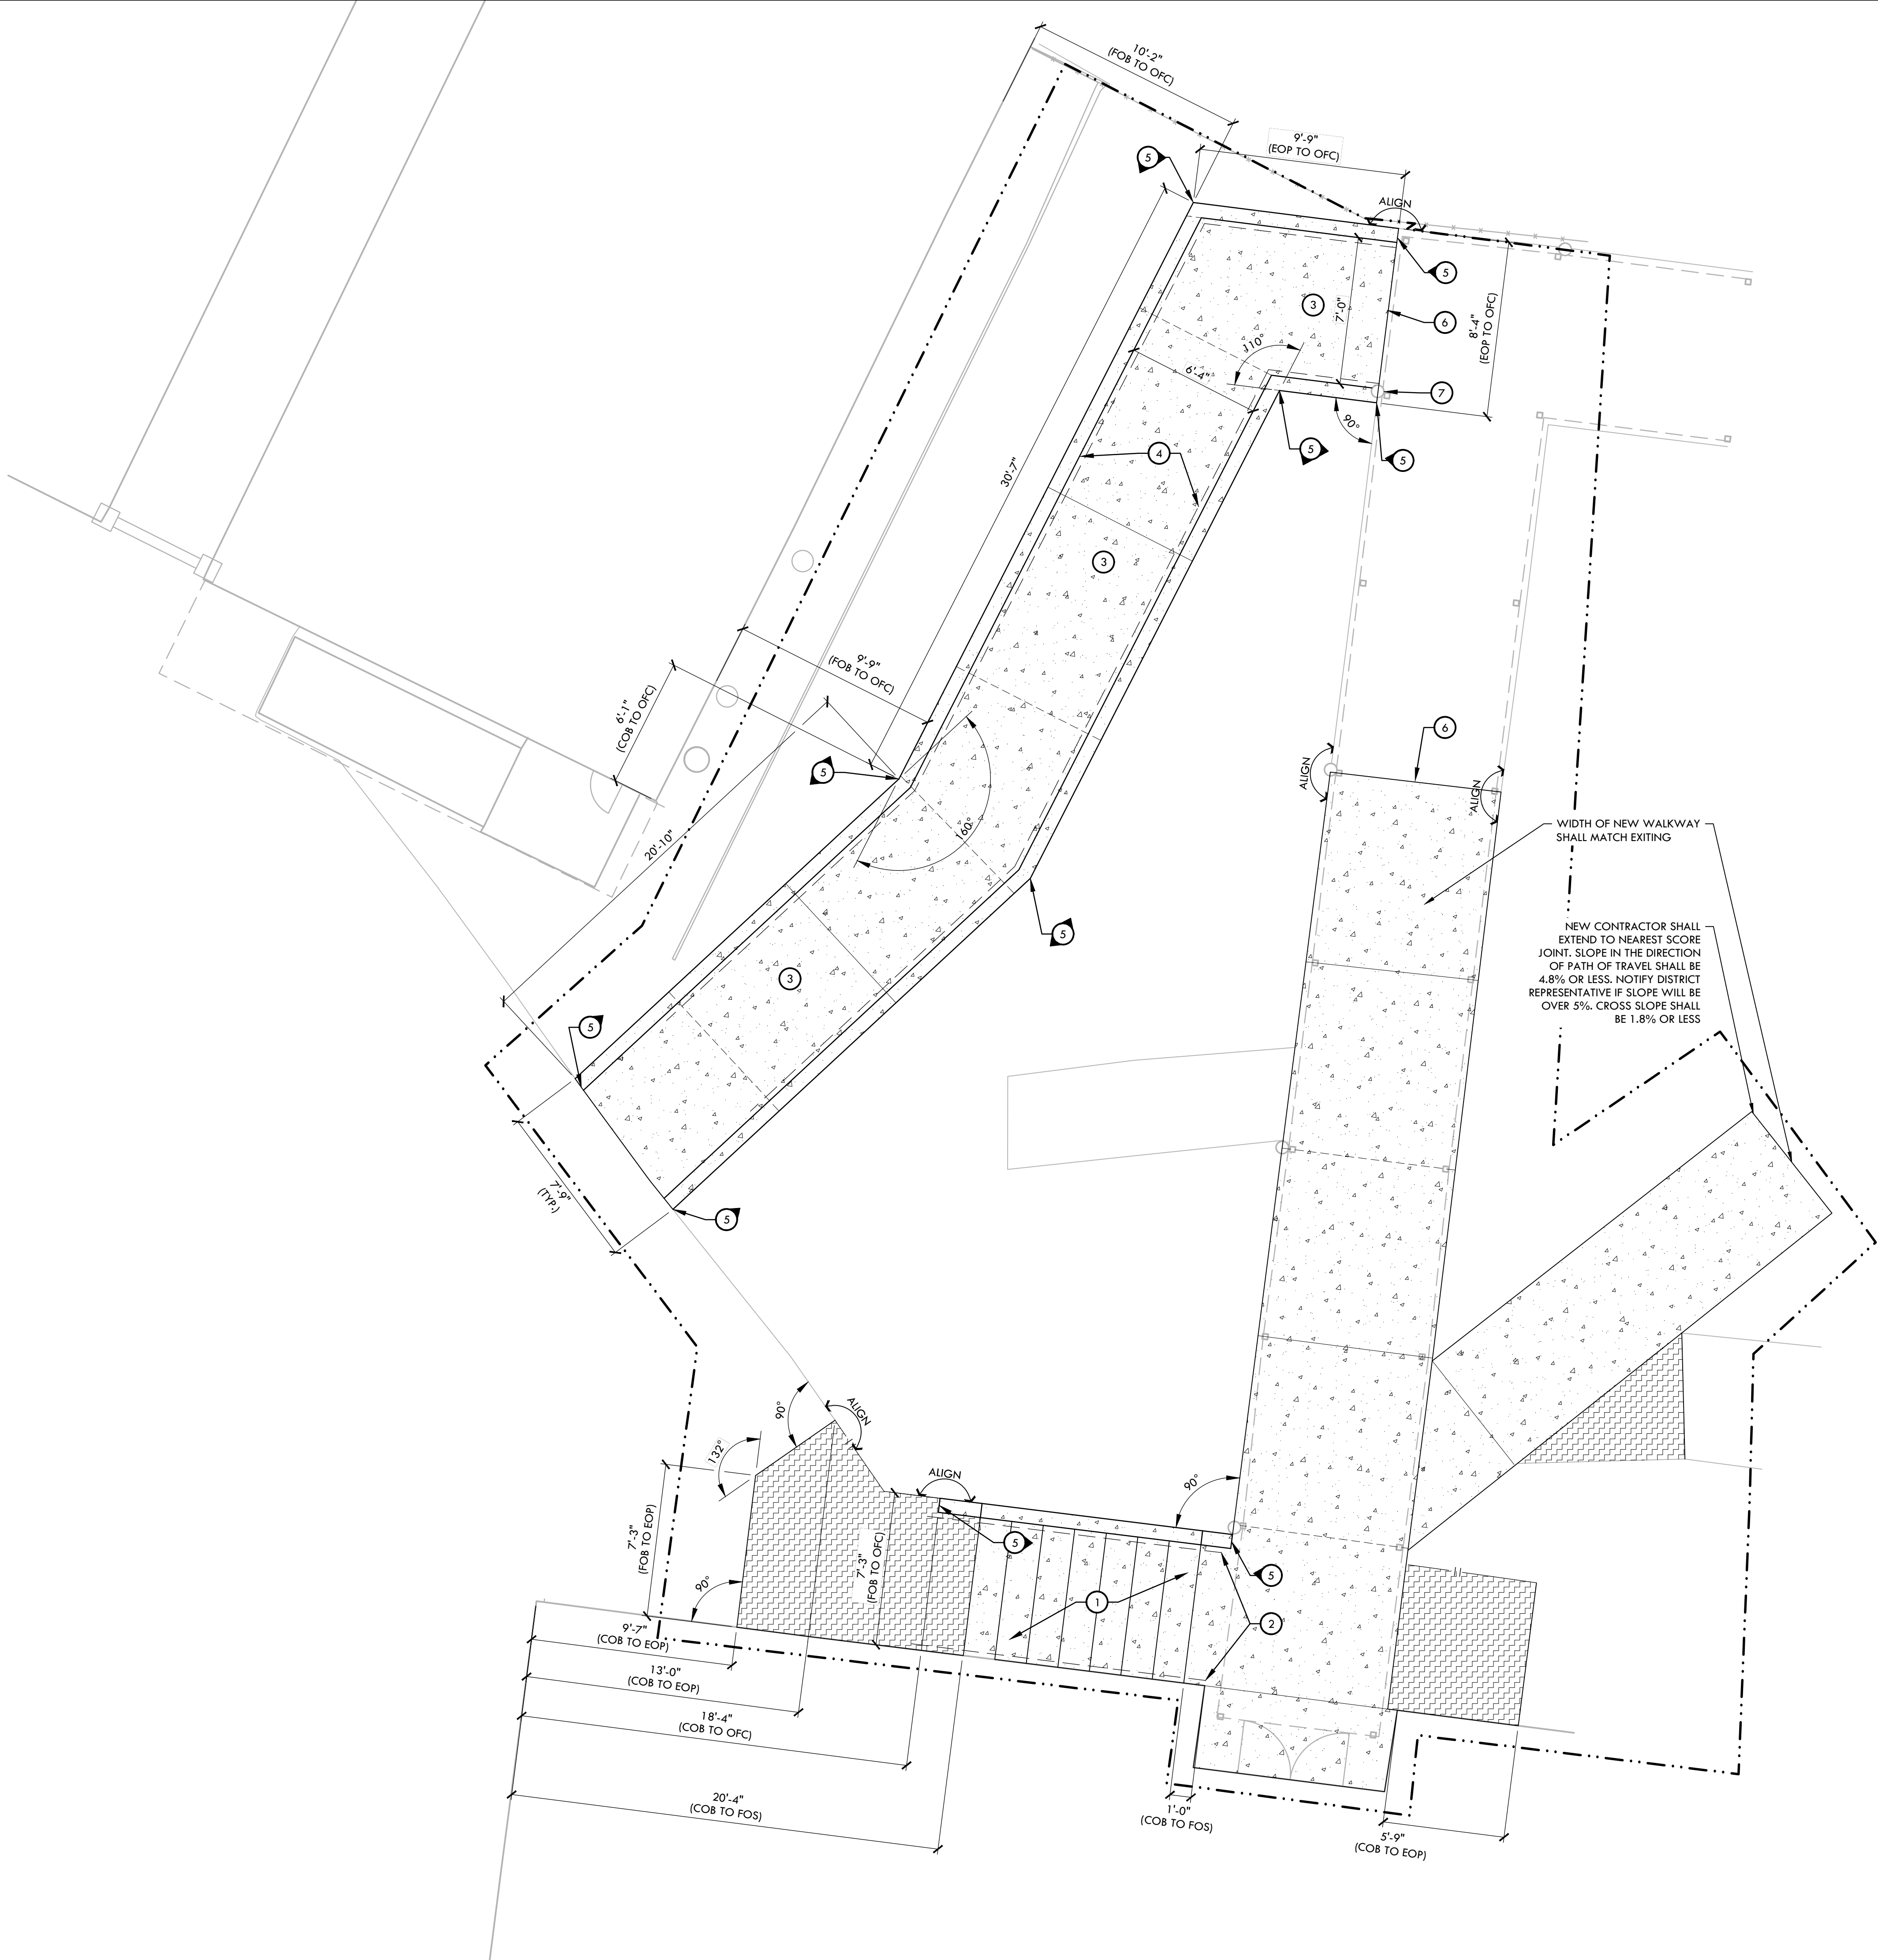 10'-2"
(FOB TO OFC)
9'-9"
(EOP TO OFC)
5
ALIGN
5
3
7'-0"
6
8'-4"
(EOP TO OFC)
110°
6'-4"
7
90°
5
5
4
30'-7"
3
9'-9"
(FOB TO OFC)
6'-1"
(COB TO OFC)
5
6
ALIGN
ALIGN
20'-10"
160°
WIDTH OF NEW WALKWAY
SHALL MATCH EXITING
5
NEW CONTRACTOR SHALL
EXTEND TO NEAREST SCORE
JOINT. SLOPE IN THE DIRECTION
OF PATH OF TRAVEL SHALL BE
4.8% OR LESS. NOTIFY DISTRICT
REPRESENTATIVE IF SLOPE WILL BE
OVER 5%. CROSS SLOPE SHALL
BE 1.8% OR LESS
3
5
7'-9"
(TYP.)
5
90°
ALIGN
132°
ALIGN
90°
7'-3"
(FOB TO EOP)
7'-3"
(FOB TO OFC)
5
5
90°
1
2
9'-7"
(COB TO EOP)
13'-0"
(COB TO EOP)
18'-4"
(COB TO OFC)
20'-4"
(COB TO FOS)
1'-0"
(COB TO FOS)
5'-9"
(COB TO EOP)